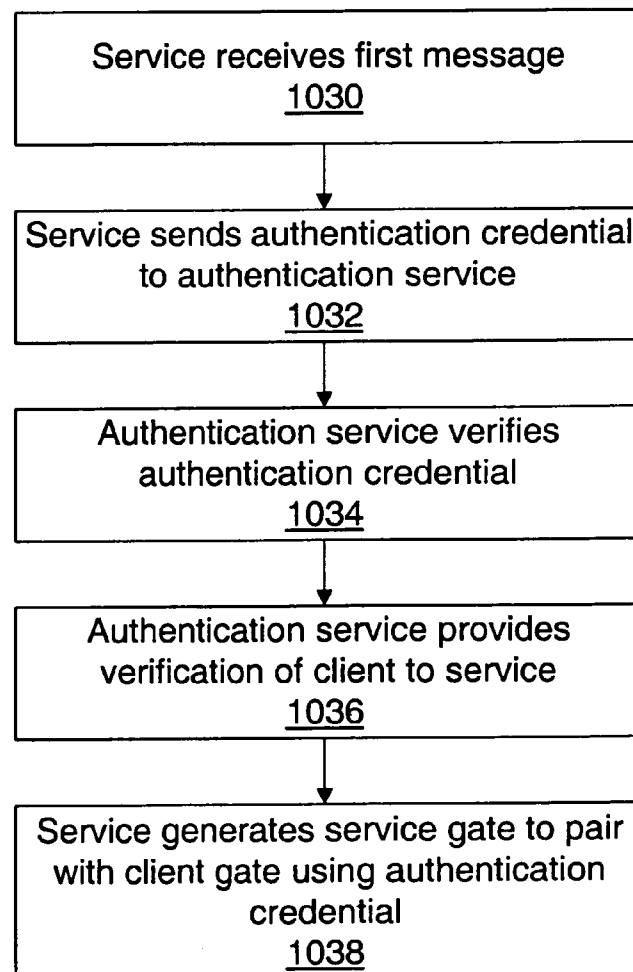 Service receives first message
1030
Service sends authentication credential
to authentication service
1032
Authentication service verifies
authentication credential
1034
Authentication service provides
verification of client to service
1036
Service generates service gate to pair
with client gate using authentication
credential
1038